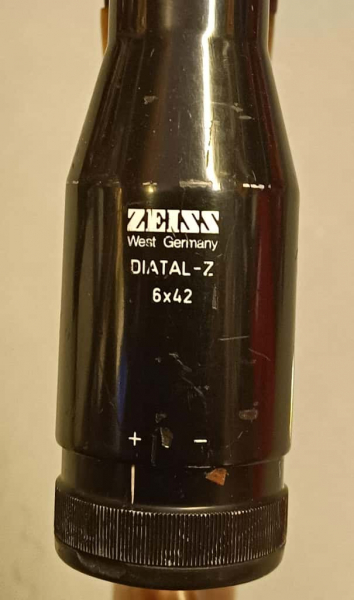 ZEISS
West Germany
DIATAL-Z
6x42
+ -